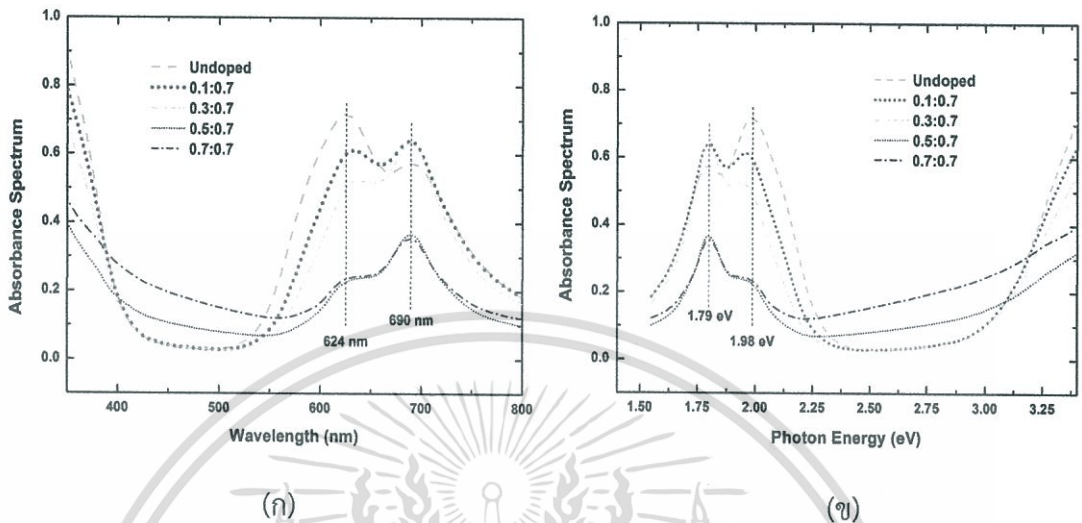 1.0
0.8
0.6
0.4
0.2
0.0
Absorbance Spectrum
Undoped
0.1:0.7
0.3:0.7
0.5:0.7
0.7:0.7
624 nm
690 nm
400
500
600
700
800
Wavelength (nm)
(ก)
1.0
0.8
0.6
0.4
0.2
0.0
Absorbance Spectrum
Undoped
0.1:0.7
0.3:0.7
0.5:0.7
0.7:0.7
1.79 eV
1.98 eV
1.50
1.75
2.00
2.25
2.50
2.75
3.00
3.25
Photon Energy (eV)
(ข)